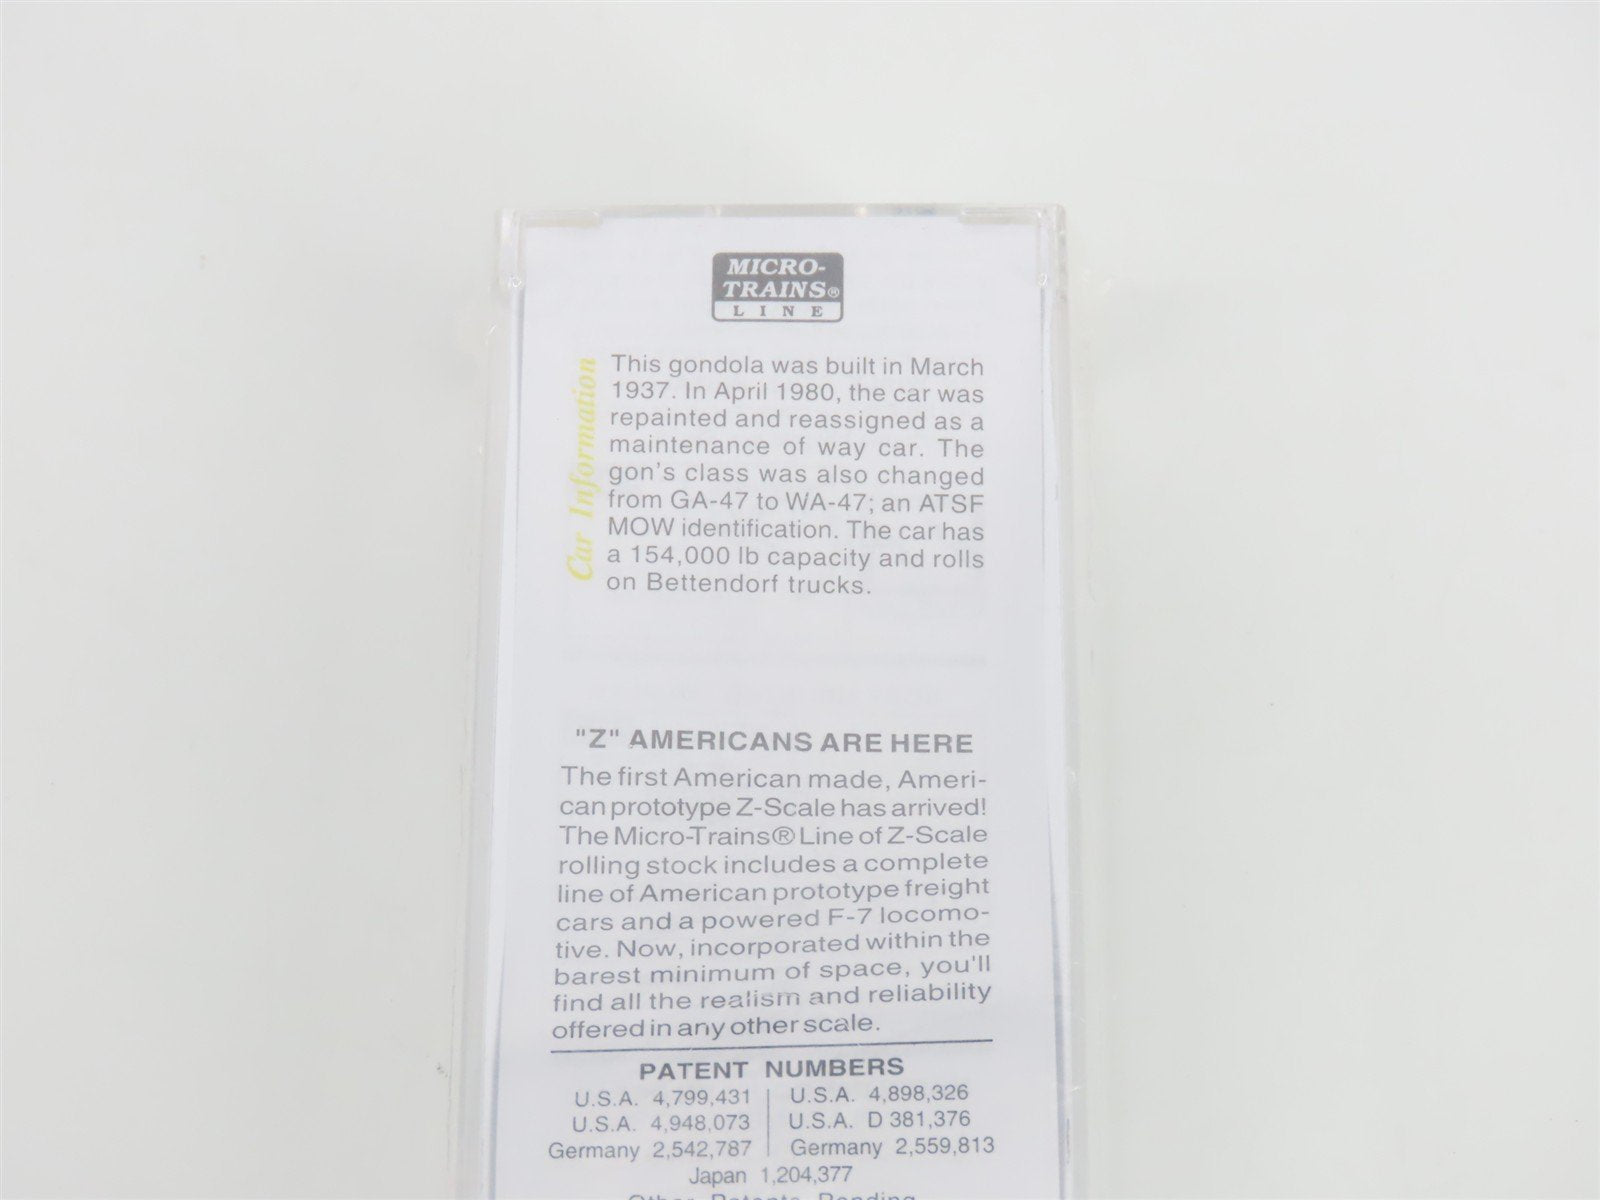 MICRO-
TRAINS®
LINE
Car Information
This gondola was built in March
1937. In April 1980, the car was
repainted and reassigned as a
maintenance of way car. The
gon's class was also changed
from GA-47 to WA-47; an ATSF
MOW identification. The car has
a 154,000 lb capacity and rolls
on Bettendorf trucks.
"Z" AMERICANS ARE HERE
The first American made, Ameri-
can prototype Z-Scale has arrived!
The Micro-Trains® Line of Z-Scale
rolling stock includes a complete
line of American prototype freight
cars and a powered F-7 locomo-
tive. Now, incorporated within the
barest minimum of space, you'll
find all the realism and reliability
offered in any other scale.
PATENT NUMBERS
U.S.A. 4,799,431 | U.S.A. 4,898,326
U.S.A. 4,948,073 | U.S.A. D 381,376
Germany 2,542,787 | Germany 2,559,813
Japan 1,204,377
Other Patents Pending